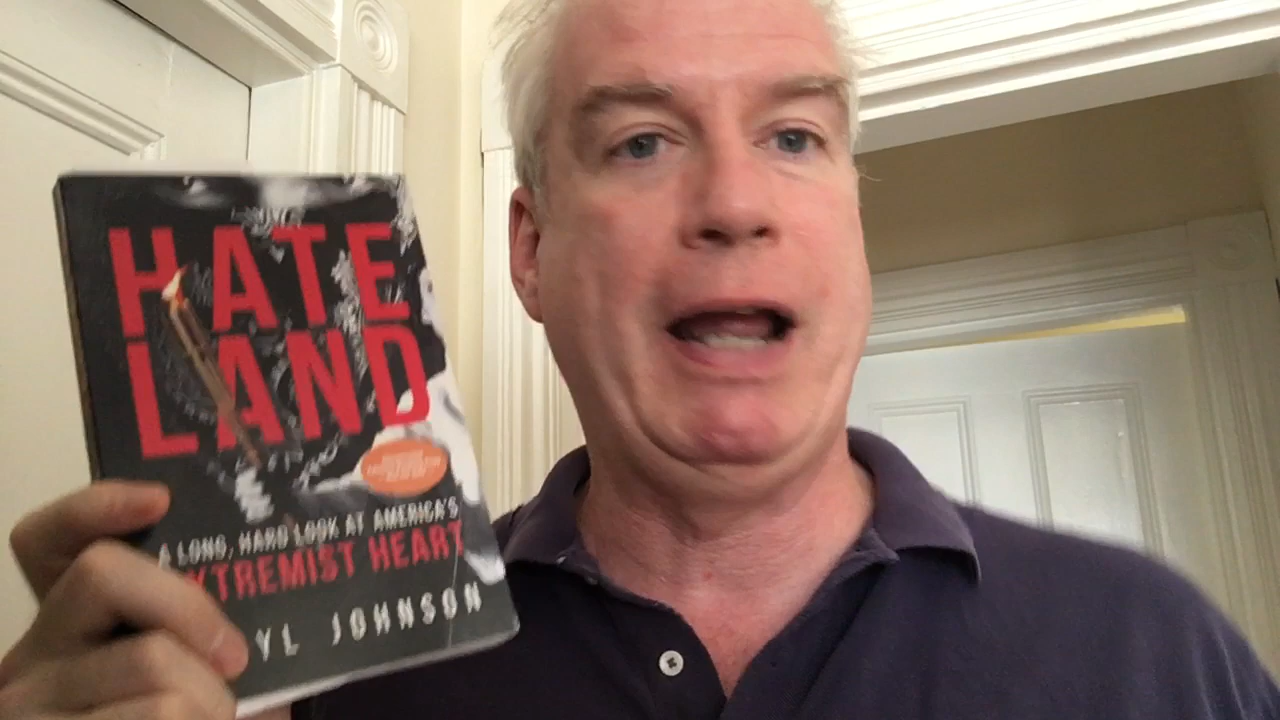 HATE
LAND
A LONG, HARD LOOK AT AMERICA'S
XTREMIST HEART
YL JOHNSON